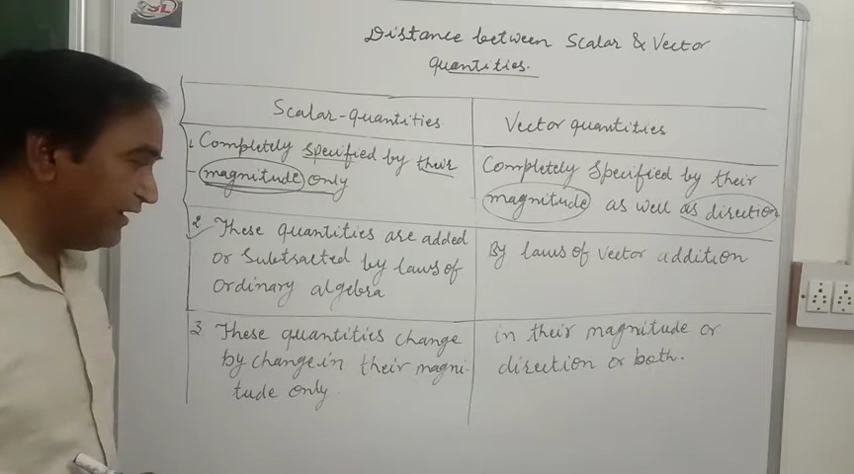 SL
Distance between Scalar & Vector
quantities.
Scalar-quantities
Vector quantities
1 Completely specified by their
magnitude only
Completely Specified by their
magnitude as well as direction
2 These quantities are added
or Subtracted by laws of
ordinary algebra
By laws of vector addition
3 These quantities change
by change in their magni-
tude only
in their magnitude or
direction or both.